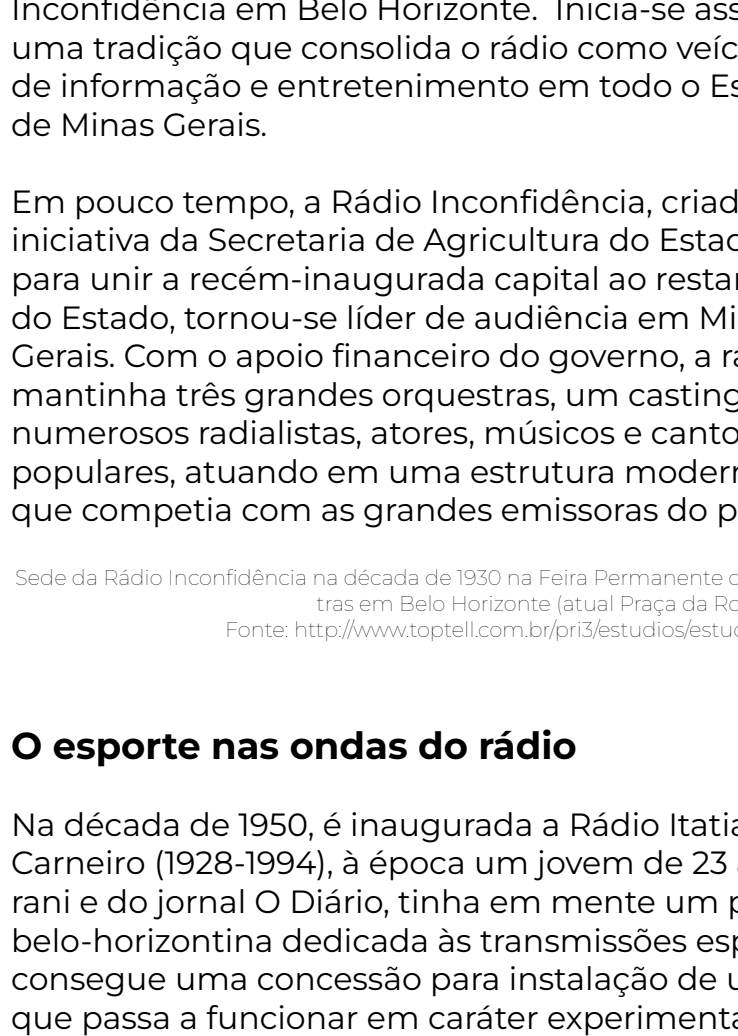 Inconfidência em Belo Horizonte.  Inicia-se ass
uma tradição que consolida o rádio como veíc
de informação e entretenimento em todo o Es
de Minas Gerais.
Em pouco tempo, a Rádio Inconfidência, criad
iniciativa da Secretaria de Agricultura do Estad
para unir a recém-inaugurada capital ao restan
do Estado, tornou-se líder de audiência em Mi
Gerais. Com o apoio financeiro do governo, a rá
mantinha três grandes orquestras, um casting
numerosos radialistas, atores, músicos e canto
populares, atuando em uma estrutura modern
que competia com as grandes emissoras do p
Sede da Rádio Inconfidência na década de 1930 na Feira Permanente d
tras em Belo Horizonte (atual Praça da Ro
Fonte: http://www.toptell.com.br/pri3/estudios/estud
O esporte nas ondas do rádio
Na década de 1950, é inaugurada a Rádio Itatia
Carneiro (1928-1994), à época um jovem de 23 a
rani e do jornal O Diário, tinha em mente um p
belo-horizontina dedicada às transmissões esp
consegue uma concessão para instalação de u
que passa a funcionar em caráter experimenta